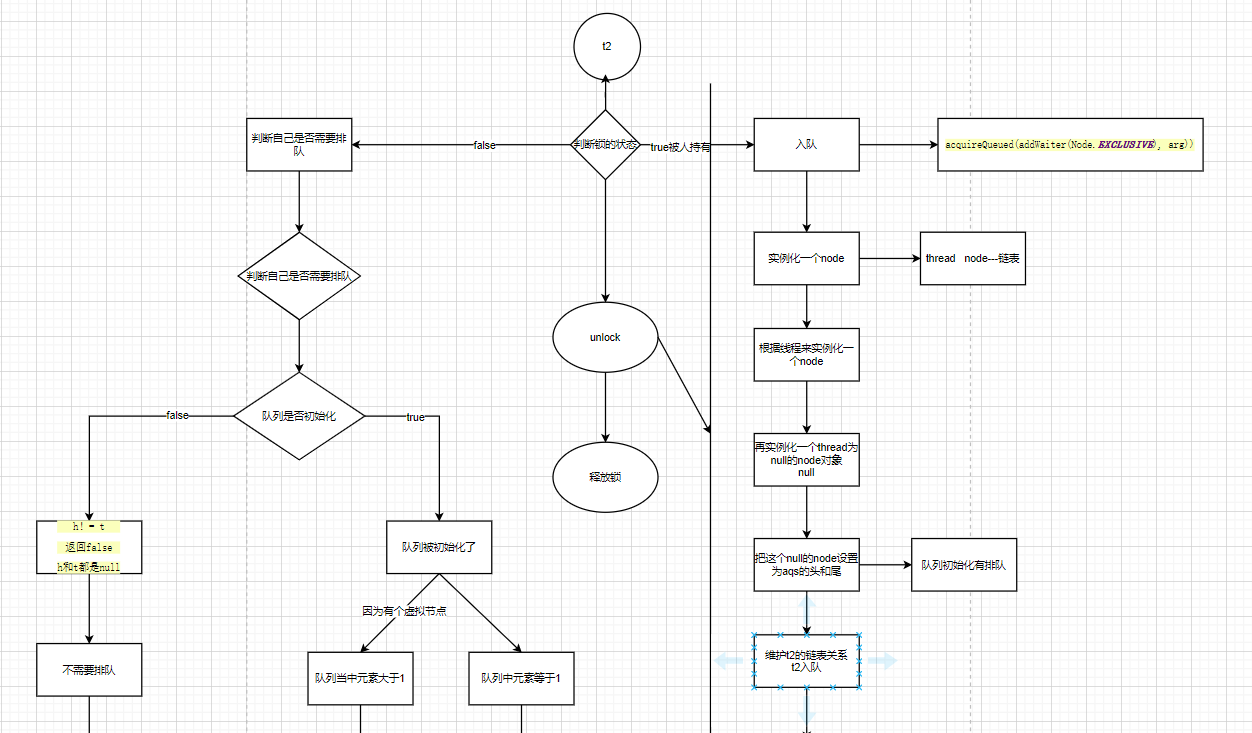 t2
判断自己是否需要排
队
false
判断锁的状态
true被人持有
入队
acquireQueued(addWaiter(Node.EXCLUSIVE), arg))
判断自己是否需要排队
实例化一个node
thread node---链表
unlock
根据线程来实例化一
个node
false
队列是否初始化
true
再实例化一个thread为
null的node对象
null
释放锁
h! = t
返回false
h和t都是null
队列被初始化了
把这个null的node设置
为aqs的头和尾
队列初始化有排队
因为有个虚拟节点
不需要排队
队列当中元素大于1
队列中元素等于1
维护t2的链表关系
t2入队